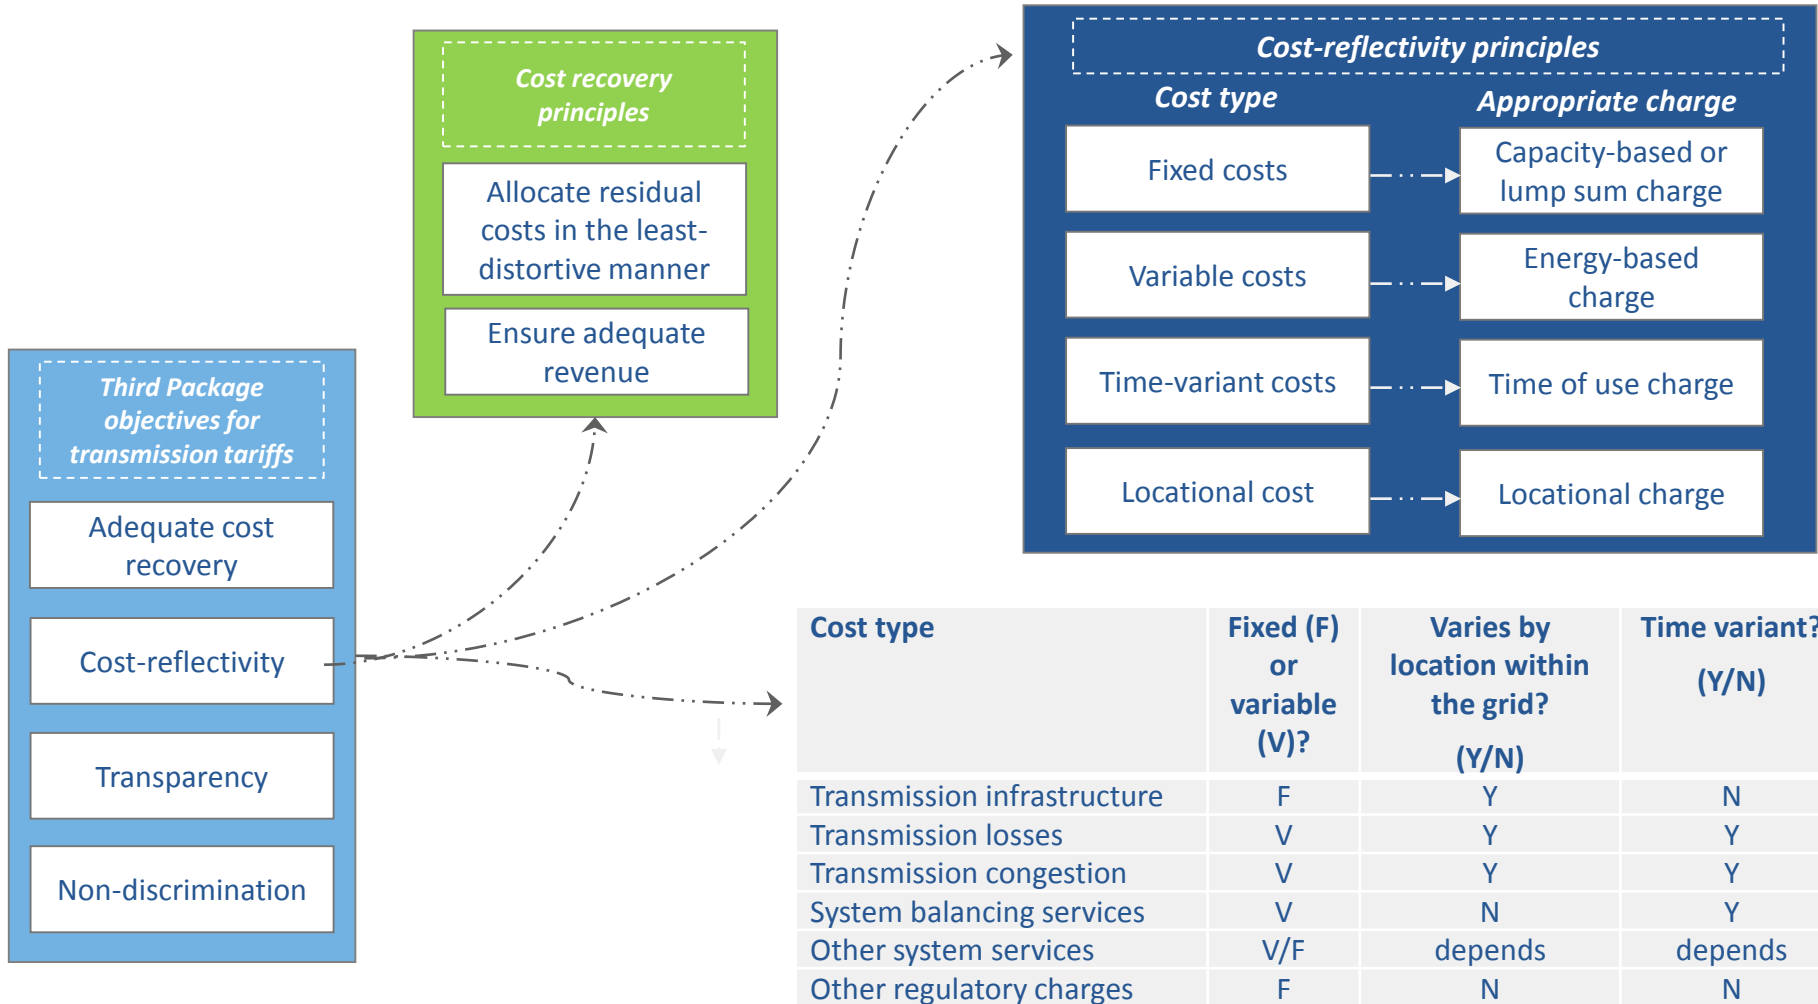 Cost recovery
principles
Allocate residual
costs in the least-
distortive manner
Ensure adequate
revenue
Cost-reflectivity principles
Cost type
Appropriate charge
Fixed costs
Capacity-based or
lump sum charge
Variable costs
Energy-based
charge
Time-variant costs
Time of use charge
Locational cost
Locational charge
Third Package
objectives for
transmission tariffs
Adequate cost
recovery
Cost-reflectivity
Transparency
Non-discrimination
Cost type
Fixed (F)
or
variable
(V)?
Varies by
location within
the grid?
(Y/N)
Time variant?
(Y/N)
Transmission infrastructure F Y N
Transmission losses V Y Y
Transmission congestion V Y Y
System balancing services V N Y
Other system services V/F depends depends
Other regulatory charges F N N